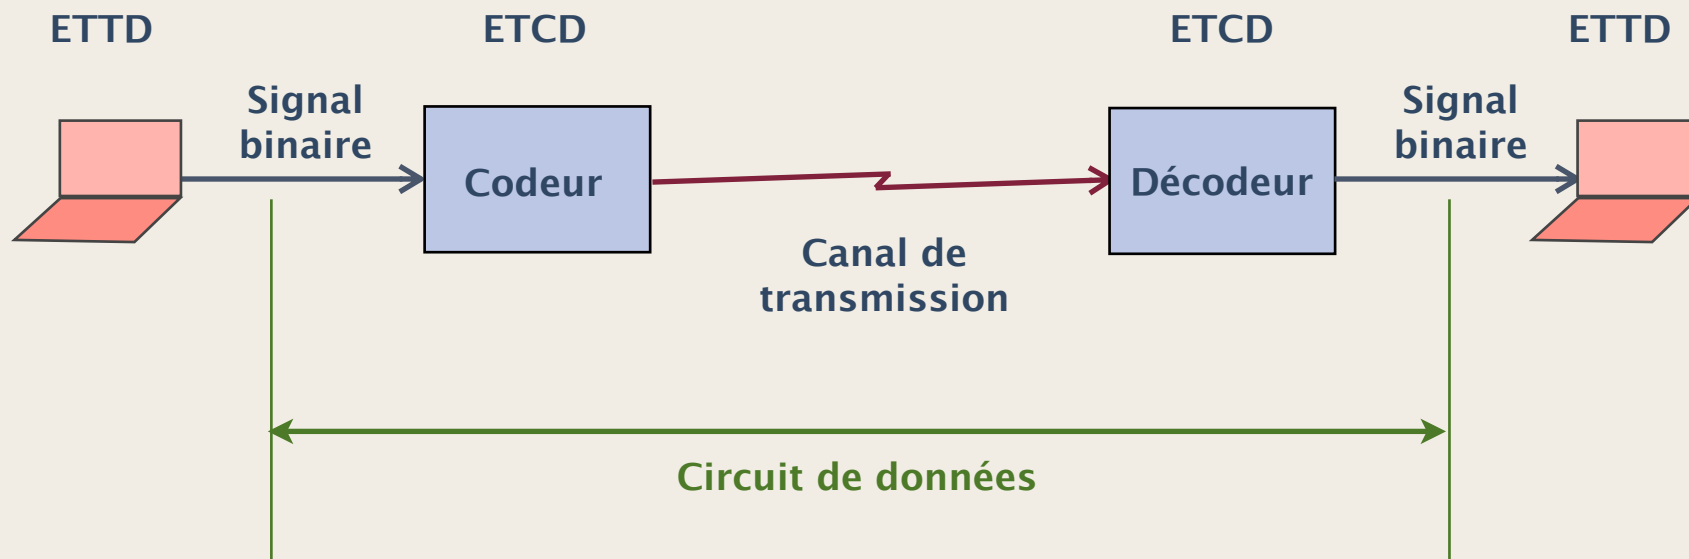 ETTD
ETCD
ETCD
ETTD
Signal
binaire
Signal
binaire
Codeur
Décodeur
Canal de
transmission
Circuit de données